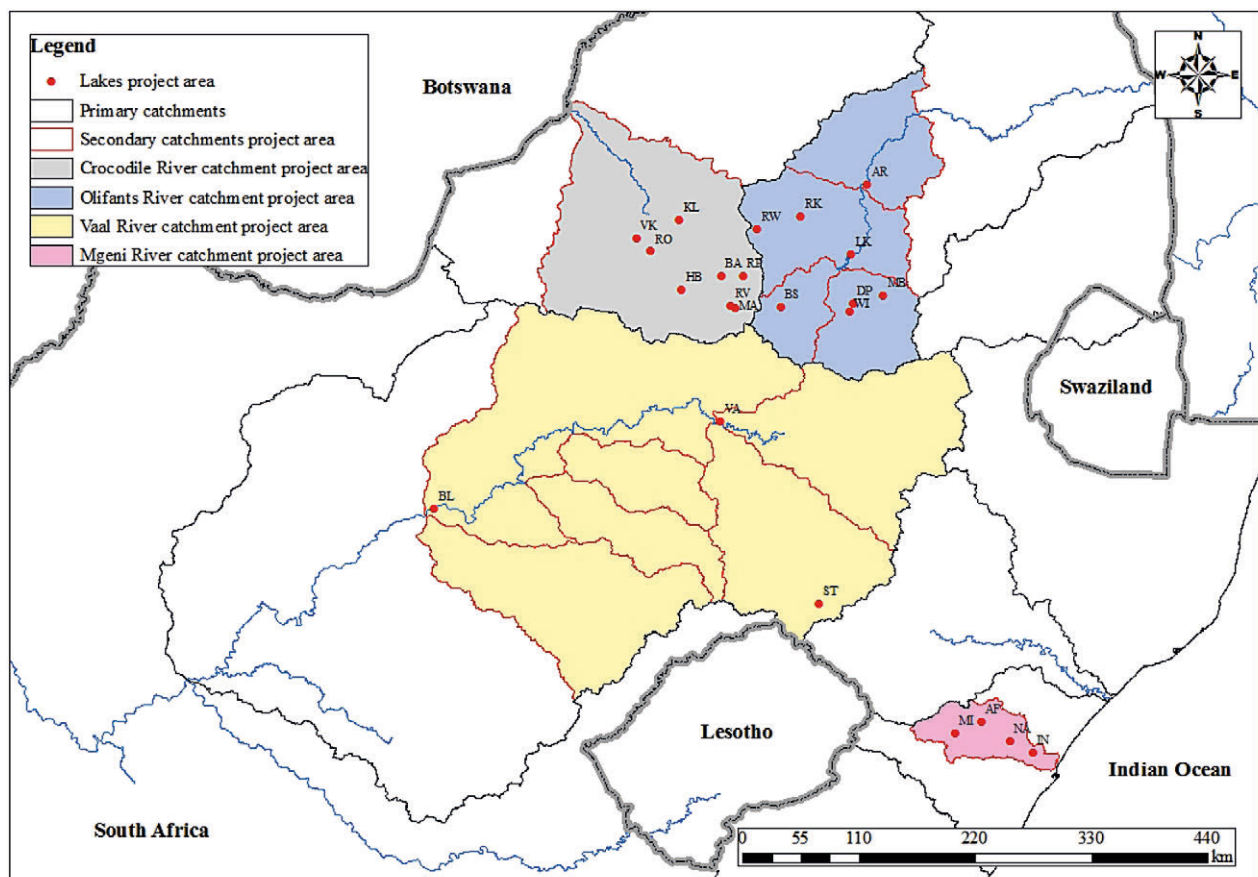 Legend
Lakes project area
Primary catchments
Secondary catchments project area
Crocodile River catchment project area
Olifants River catchment project area
Vaal River catchment project area
Mgeni River catchment project area
Botswana
N
W E
S
AR
KL
RK
RW
VK
RO
LK
BA RP
HB
MB
RV
MA
BS
DP
WI
Swaziland
VA
BL
ST
Lesotho
AF
MI
NA
IN
Indian Ocean
South Africa
0 55 110 220 330 440
km